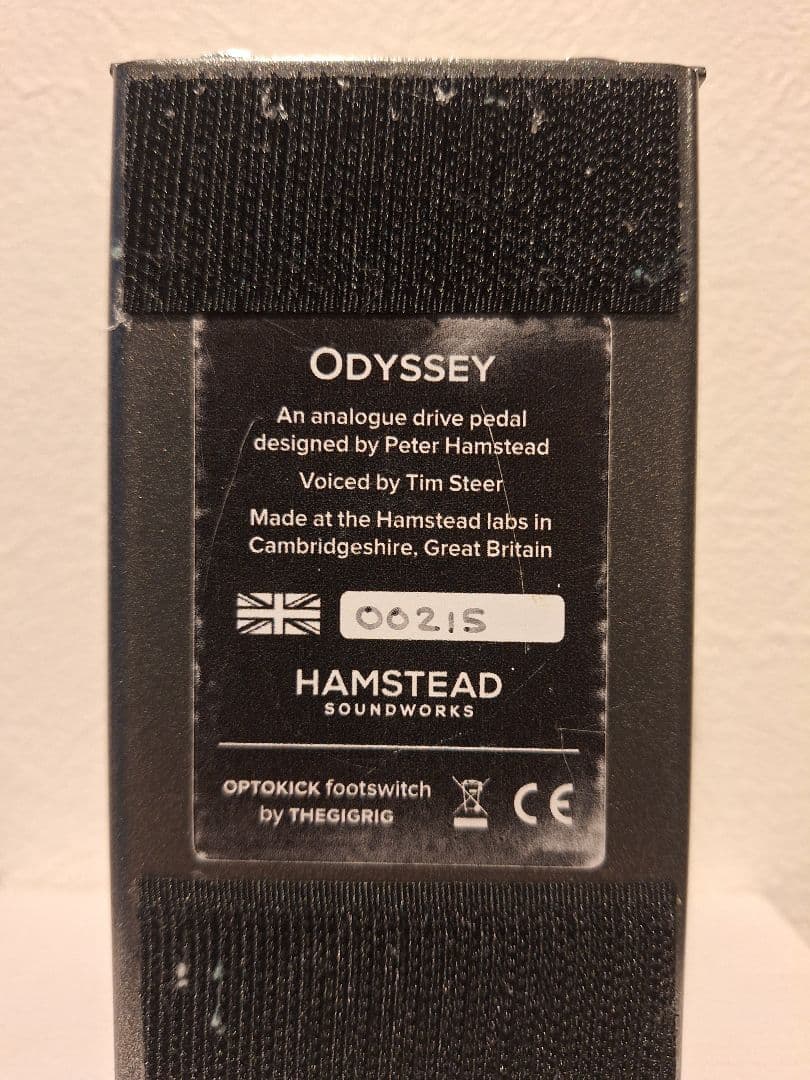 ODYSSEY
An analogue drive pedal
designed by Peter Hamstead
Voiced by Tim Steer
Made at the Hamstead labs in
Cambridgeshire, Great Britain
00215
HAMSTEAD
SOUNDWORKS
OPTOKICK footswitch
by THEGIGRIG
CE